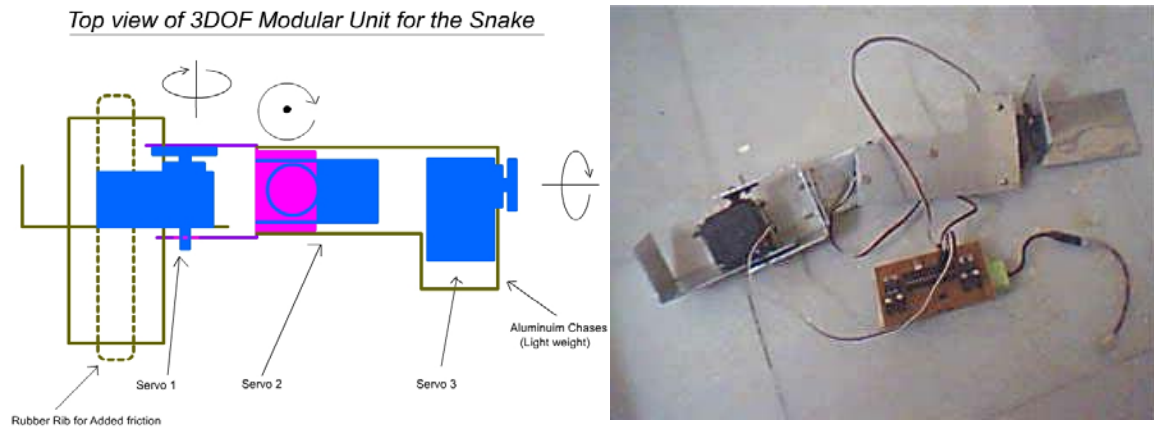 Top view of 3DOF Modular Unit for the Snake
Aluminuim Chases
(Light weight)
Servo 1
Servo 2
Servo 3
Rubber Rib for Added friction